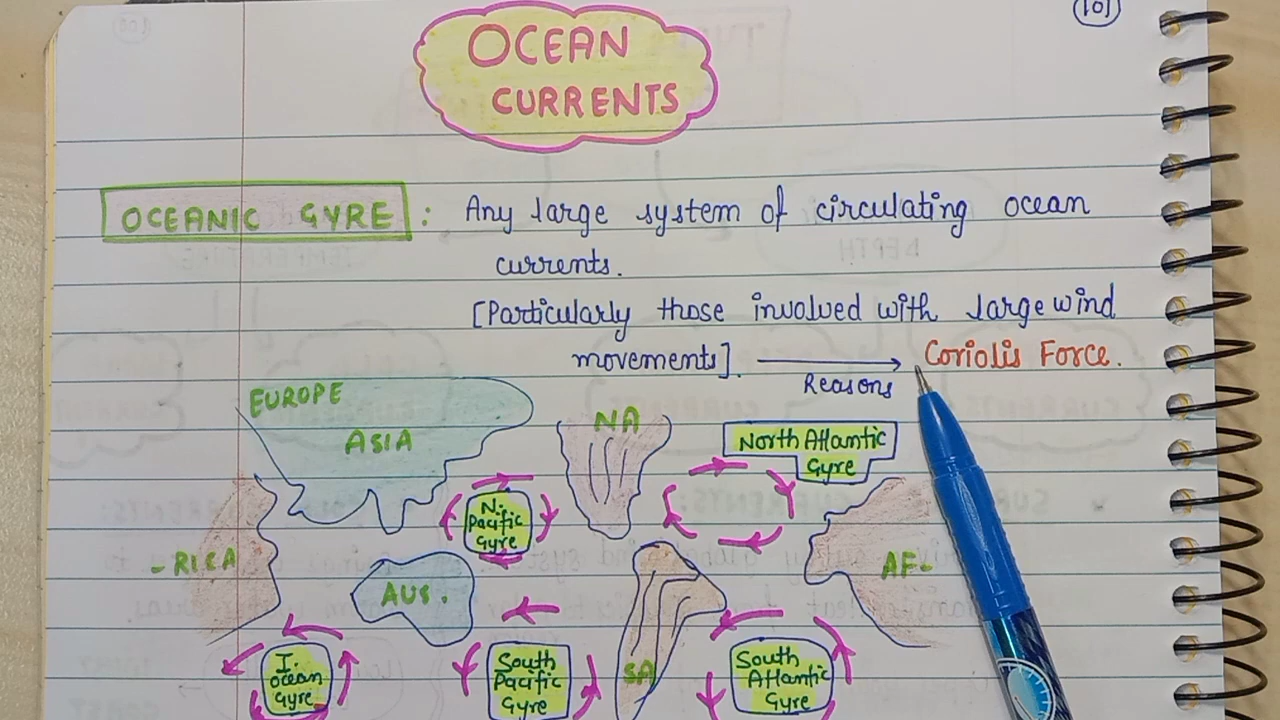 101
OCEAN
CURRENTS
OCEANIC GYRE : Any large system of circulating ocean
currents.
[Particularly those involved with large wind
movements]. Coriolis Force.
Reasons
EUROPE
ASIA
NA
North Atlantic
Gyre
N.
Pacific
Gyre
-RICA
AUS.
AF-
I.
Ocean
Gyre
South
Pacific
Gyre
SA
South
Atlantic
Gyre